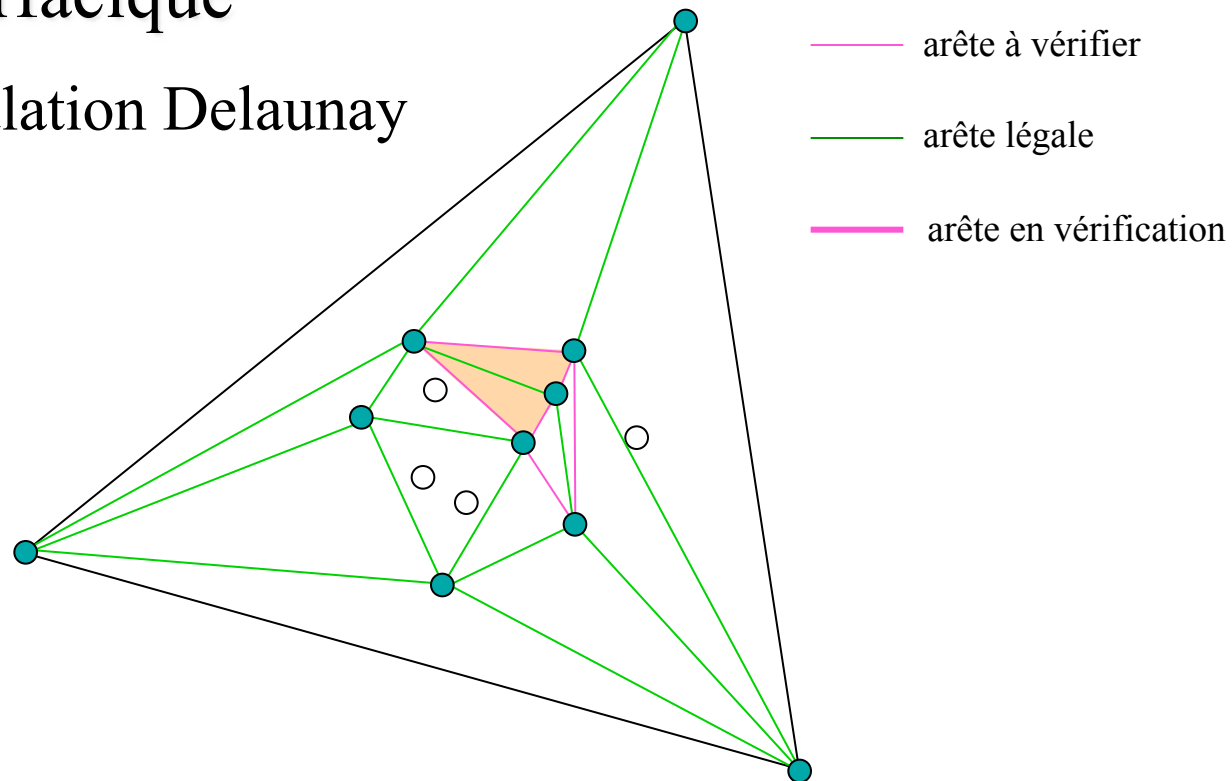 lation Delaunay
arête à vérifier
arête légale
arête en vérification